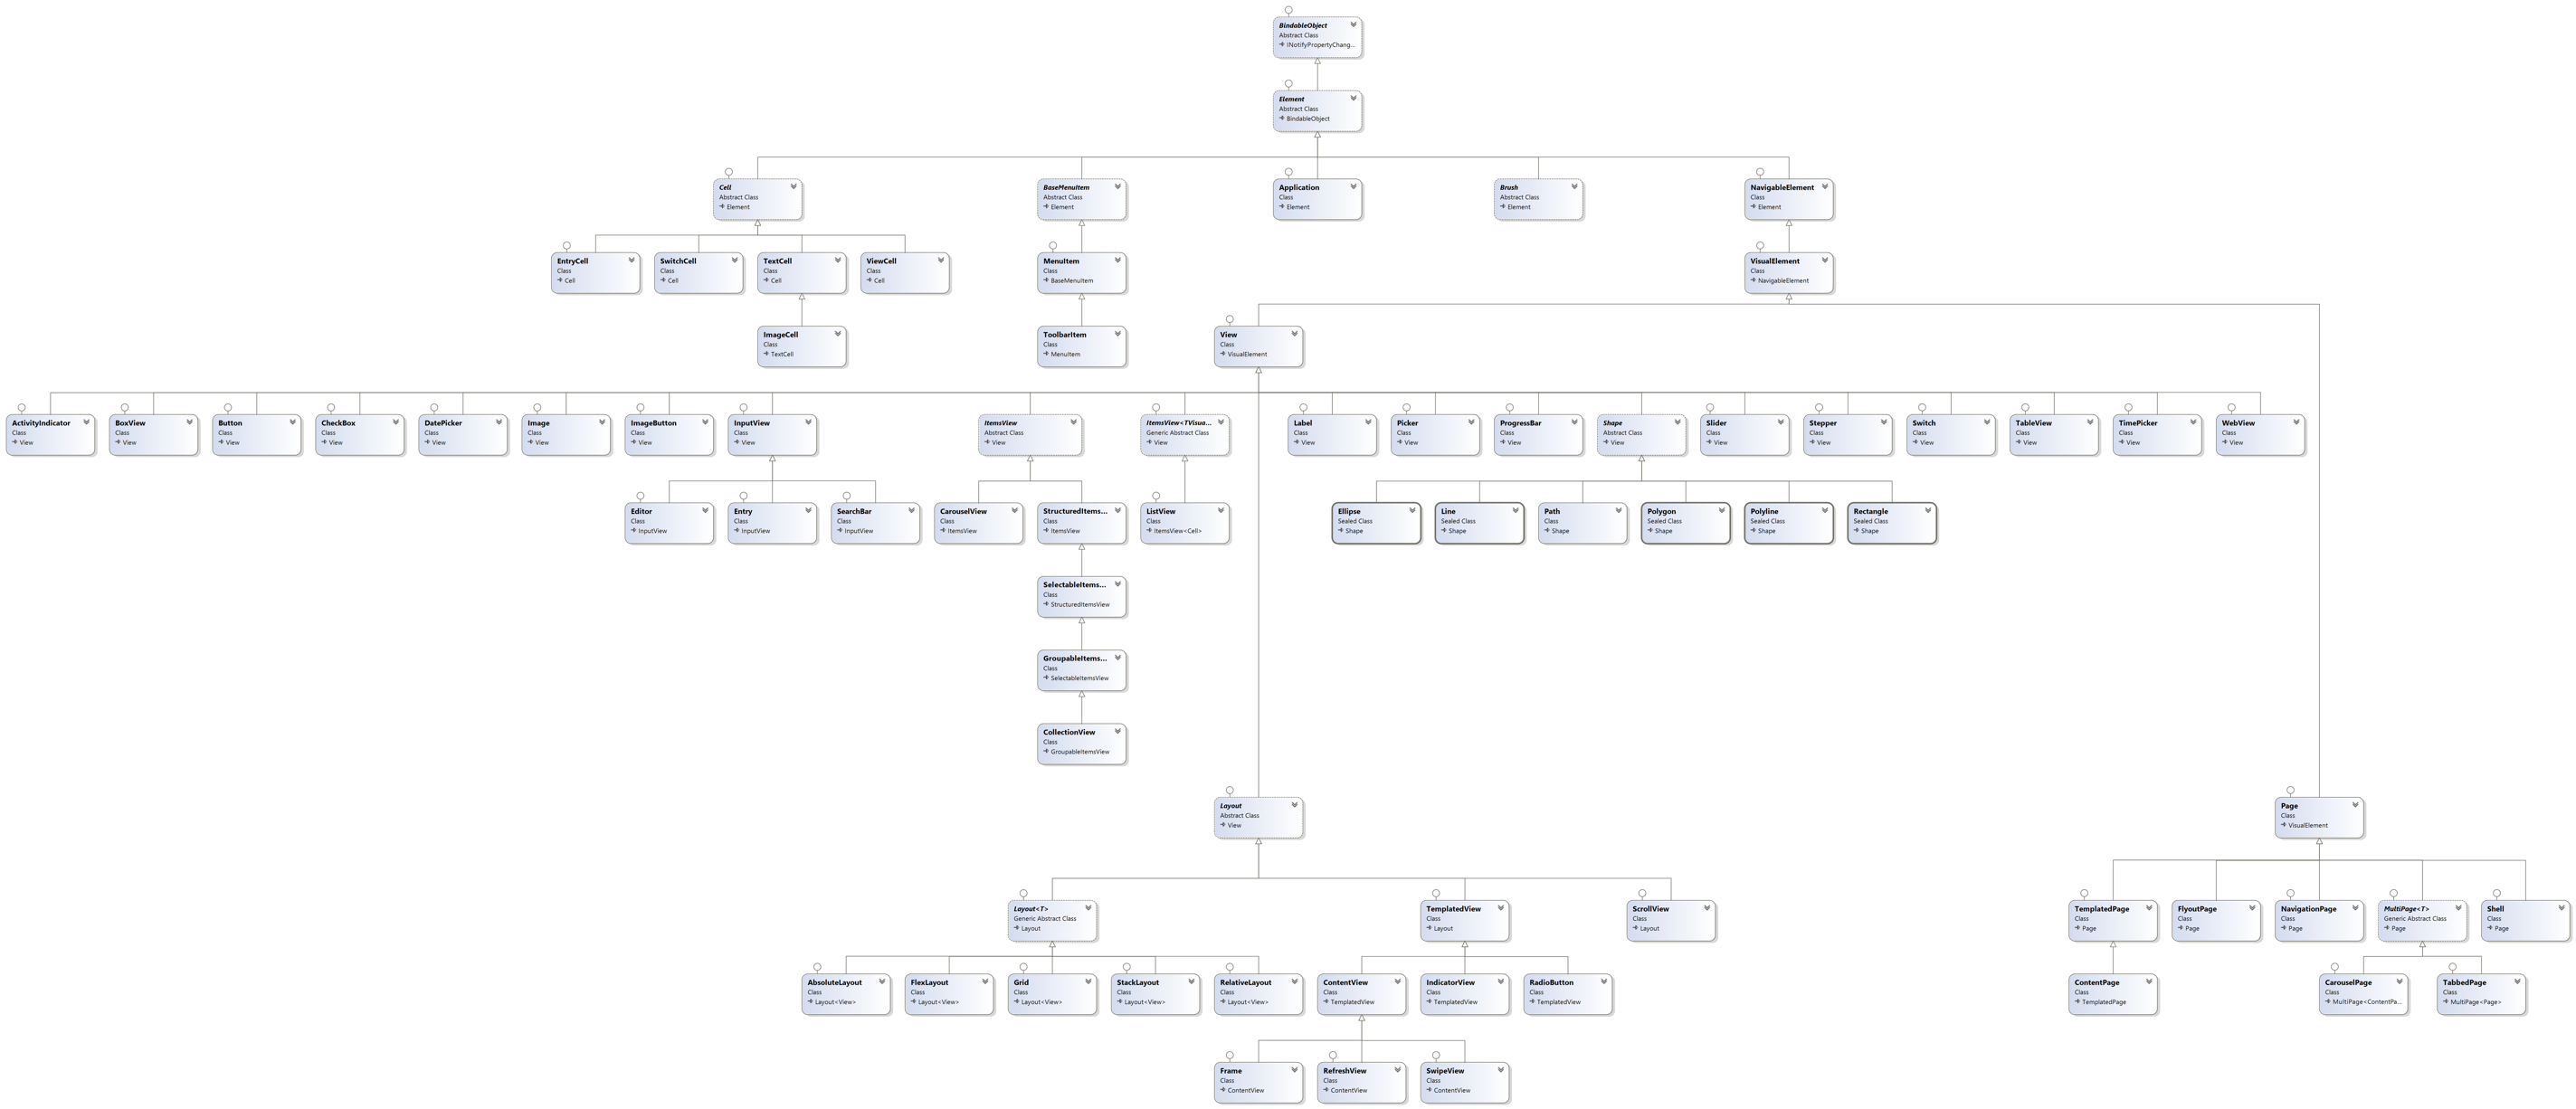 BindableObject
Abstract Class
INotifyPropertyChang...
Element
Abstract Class
BindableObject
Cell
Abstract Class
Element
BaseMenuItem
Abstract Class
Element
Application
Class
Element
Brush
Abstract Class
Element
NavigableElement
Class
Element
EntryCell
Class
Cell
SwitchCell
Class
Cell
TextCell
Class
Cell
ViewCell
Class
Cell
MenuItem
Class
BaseMenuItem
VisualElement
Class
NavigableElement
ImageCell
Class
TextCell
ToolbarItem
Class
MenuItem
View
Class
VisualElement
ActivityIndicator
Class
View
BoxView
Class
View
Button
Class
View
CheckBox
Class
View
DatePicker
Class
View
Image
Class
View
ImageButton
Class
View
InputView
Class
View
ItemsView
Abstract Class
View
ItemsView<TVisua...
Generic Abstract Class
View
Label
Class
View
Picker
Class
View
ProgressBar
Class
View
Shape
Abstract Class
View
Slider
Class
View
Stepper
Class
View
Switch
Class
View
TableView
Class
View
TimePicker
Class
View
WebView
Class
View
Editor
Class
InputView
Entry
Class
InputView
SearchBar
Class
InputView
CarouselView
Class
ItemsView
StructuredItems...
Class
ItemsView
ListView
Class
ItemsView<Cell>
Ellipse
Sealed Class
Shape
Line
Sealed Class
Shape
Path
Class
Shape
Polygon
Sealed Class
Shape
Polyline
Sealed Class
Shape
Rectangle
Sealed Class
Shape
SelectableItems...
Class
StructuredItemsView
GroupableItems...
Class
SelectableItemsView
CollectionView
Class
GroupableItemsView
Layout
Abstract Class
View
Page
Class
VisualElement
Layout<T>
Generic Abstract Class
Layout
TemplatedView
Class
Layout
ScrollView
Class
Layout
TemplatedPage
Class
Page
FlyoutPage
Class
Page
NavigationPage
Class
Page
MultiPage<T>
Generic Abstract Class
Page
Shell
Class
Page
AbsoluteLayout
Class
Layout<View>
FlexLayout
Class
Layout<View>
Grid
Class
Layout<View>
StackLayout
Class
Layout<View>
RelativeLayout
Class
Layout<View>
ContentView
Class
TemplatedView
IndicatorView
Class
TemplatedView
RadioButton
Class
TemplatedView
ContentPage
Class
TemplatedPage
CarouselPage
Class
MultiPage<ContentPa...
TabbedPage
Class
MultiPage<Page>
Frame
Class
ContentView
RefreshView
Class
ContentView
SwipeView
Class
ContentView